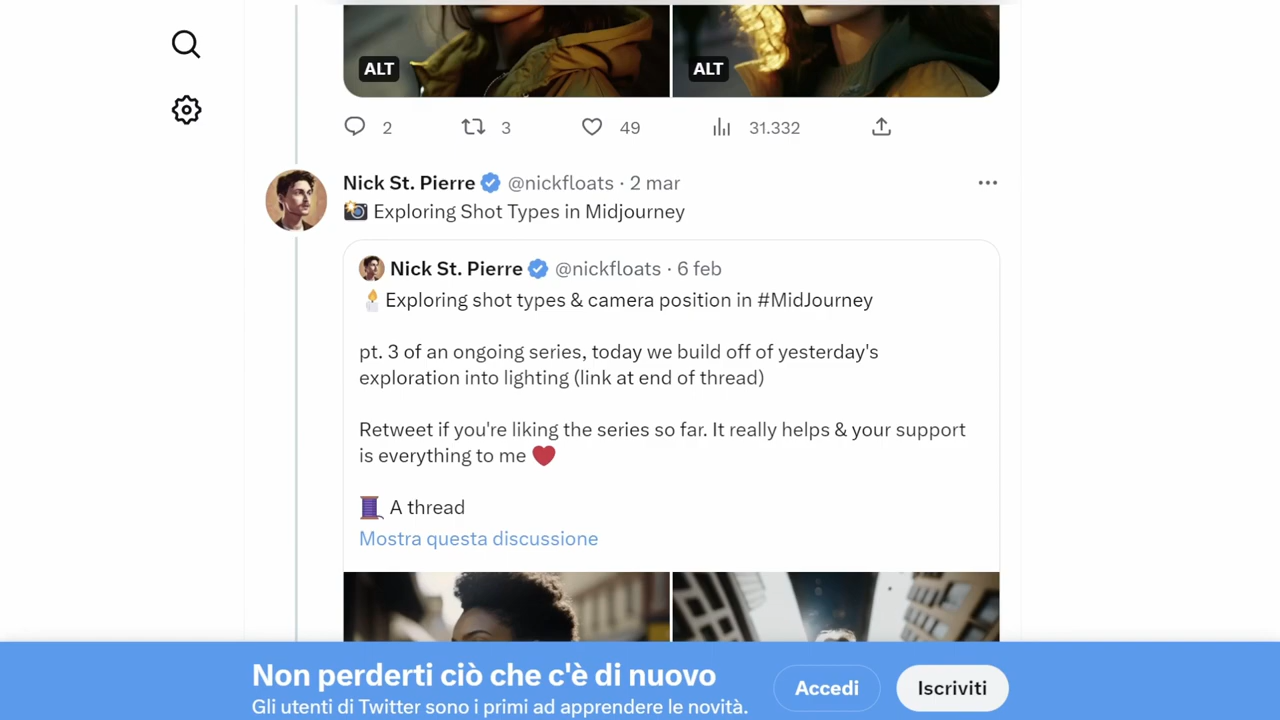 ALT
ALT
2
3
49
31.332
Nick St. Pierre @nickfloats · 2 mar
📸 Exploring Shot Types in Midjourney
Nick St. Pierre @nickfloats · 6 feb
🕯️ Exploring shot types & camera position in #MidJourney
pt. 3 of an ongoing series, today we build off of yesterday's
exploration into lighting (link at end of thread)
Retweet if you're liking the series so far. It really helps & your support
is everything to me ❤️
🧵 A thread
Mostra questa discussione
Non perderti ciò che c'è di nuovo
Gli utenti di Twitter sono i primi ad apprendere le novità.
Accedi
Iscriviti